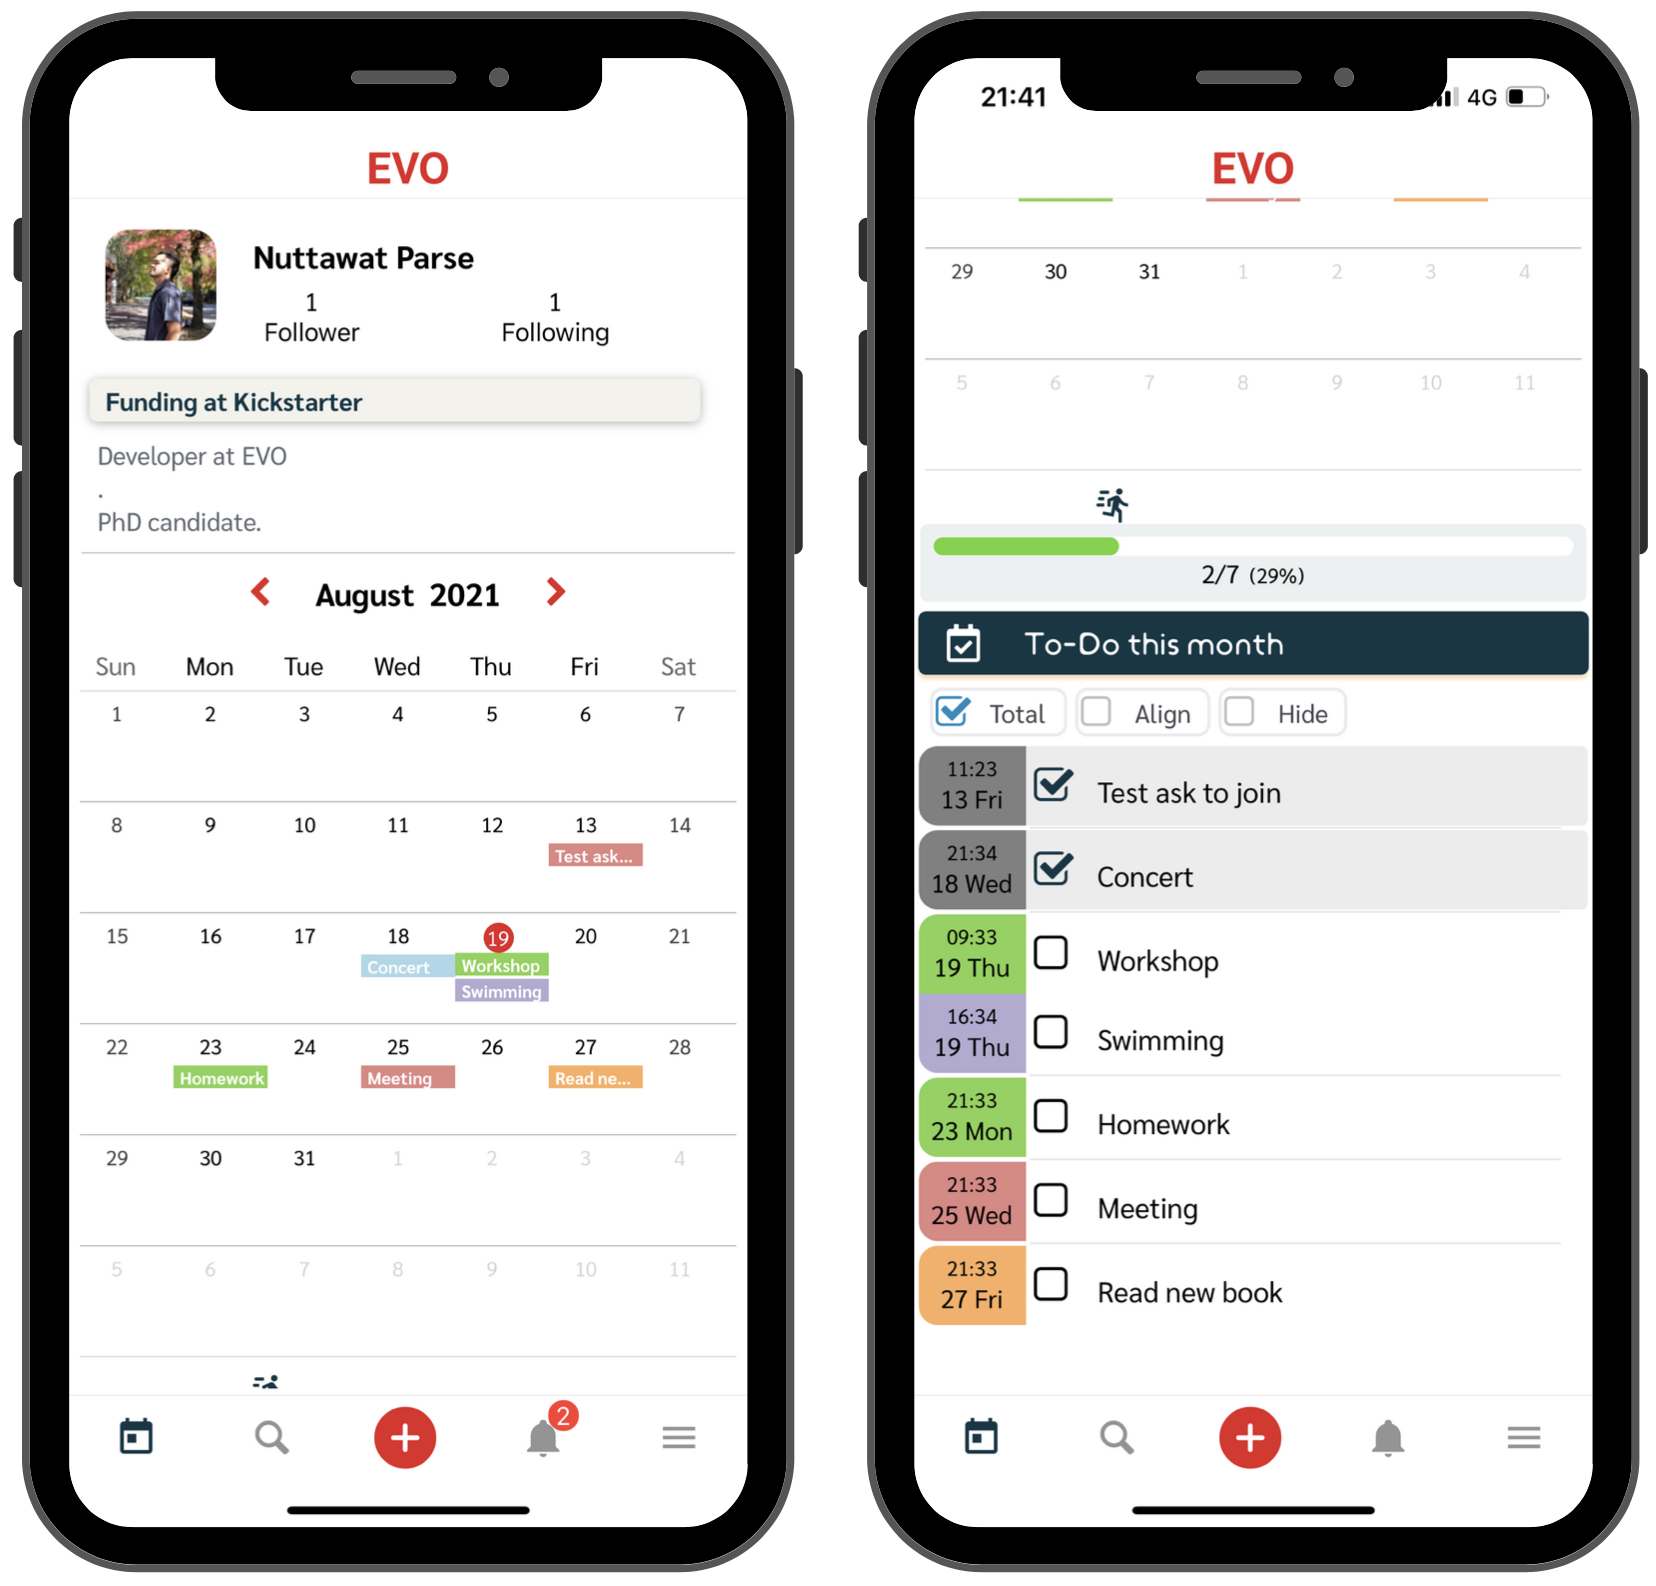 EVO
Nuttawat Parse
1 1
Follower Following
Funding at Kickstarter
Developer at EVO
.
PhD candidate.
August 2021
Sun Mon Tue Wed Thu Fri Sat
1 2 3 4 5 6 7
8 9 10 11 12 13 14
Test ask...
15 16 17 18 19 20 21
Concert Workshop
Swimming
22 23 24 25 26 27 28
Homework Meeting Read ne...
29 30 31 1 2 3 4
5 6 7 8 9 10 11
2
21:41 4G
EVO
29 30 31 1 2 3 4
5 6 7 8 9 10 11
2/7 (29%)
To-Do this month
Total Align Hide
11:23
13 Fri Test ask to join
21:34
18 Wed Concert
09:33
19 Thu Workshop
16:34
19 Thu Swimming
21:33
23 Mon Homework
21:33
25 Wed Meeting
21:33
27 Fri Read new book